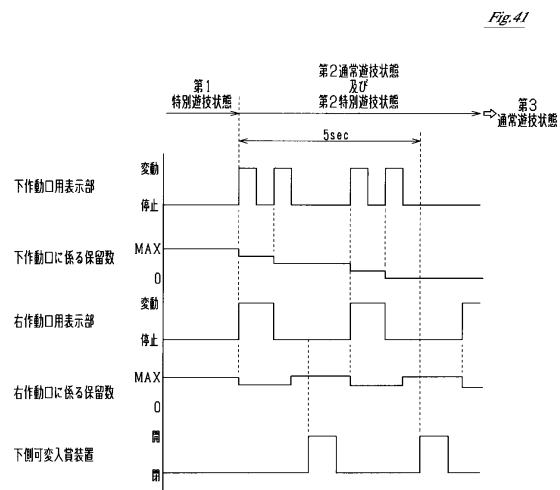 Fig.41
第1
特別遊技状態
第2通常遊技状態
及び
第2特別遊技状態
第3
通常遊技状態
5sec
下作動口用表示部
変動
停止
下作動口に係る保留数
MAX
0
右作動口用表示部
変動
停止
右作動口に係る保留数
MAX
0
下側可変入賞装置
開
閉